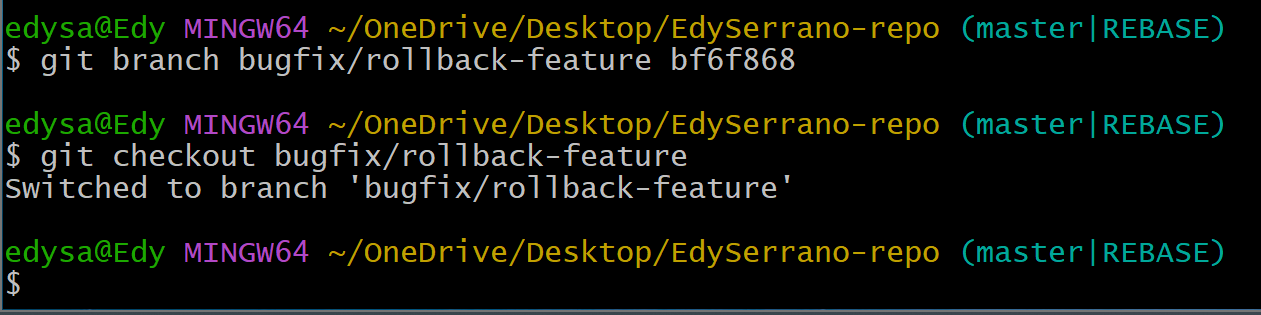 edysa@Edy MINGW64 ~/OneDrive/Desktop/EdySerrano-repo (master|REBASE)
$ git branch bugfix/rollback-feature bf6f868
edysa@Edy MINGW64 ~/OneDrive/Desktop/EdySerrano-repo (master|REBASE)
$ git checkout bugfix/rollback-feature
Switched to branch 'bugfix/rollback-feature'
edysa@Edy MINGW64 ~/OneDrive/Desktop/EdySerrano-repo (master|REBASE)
$